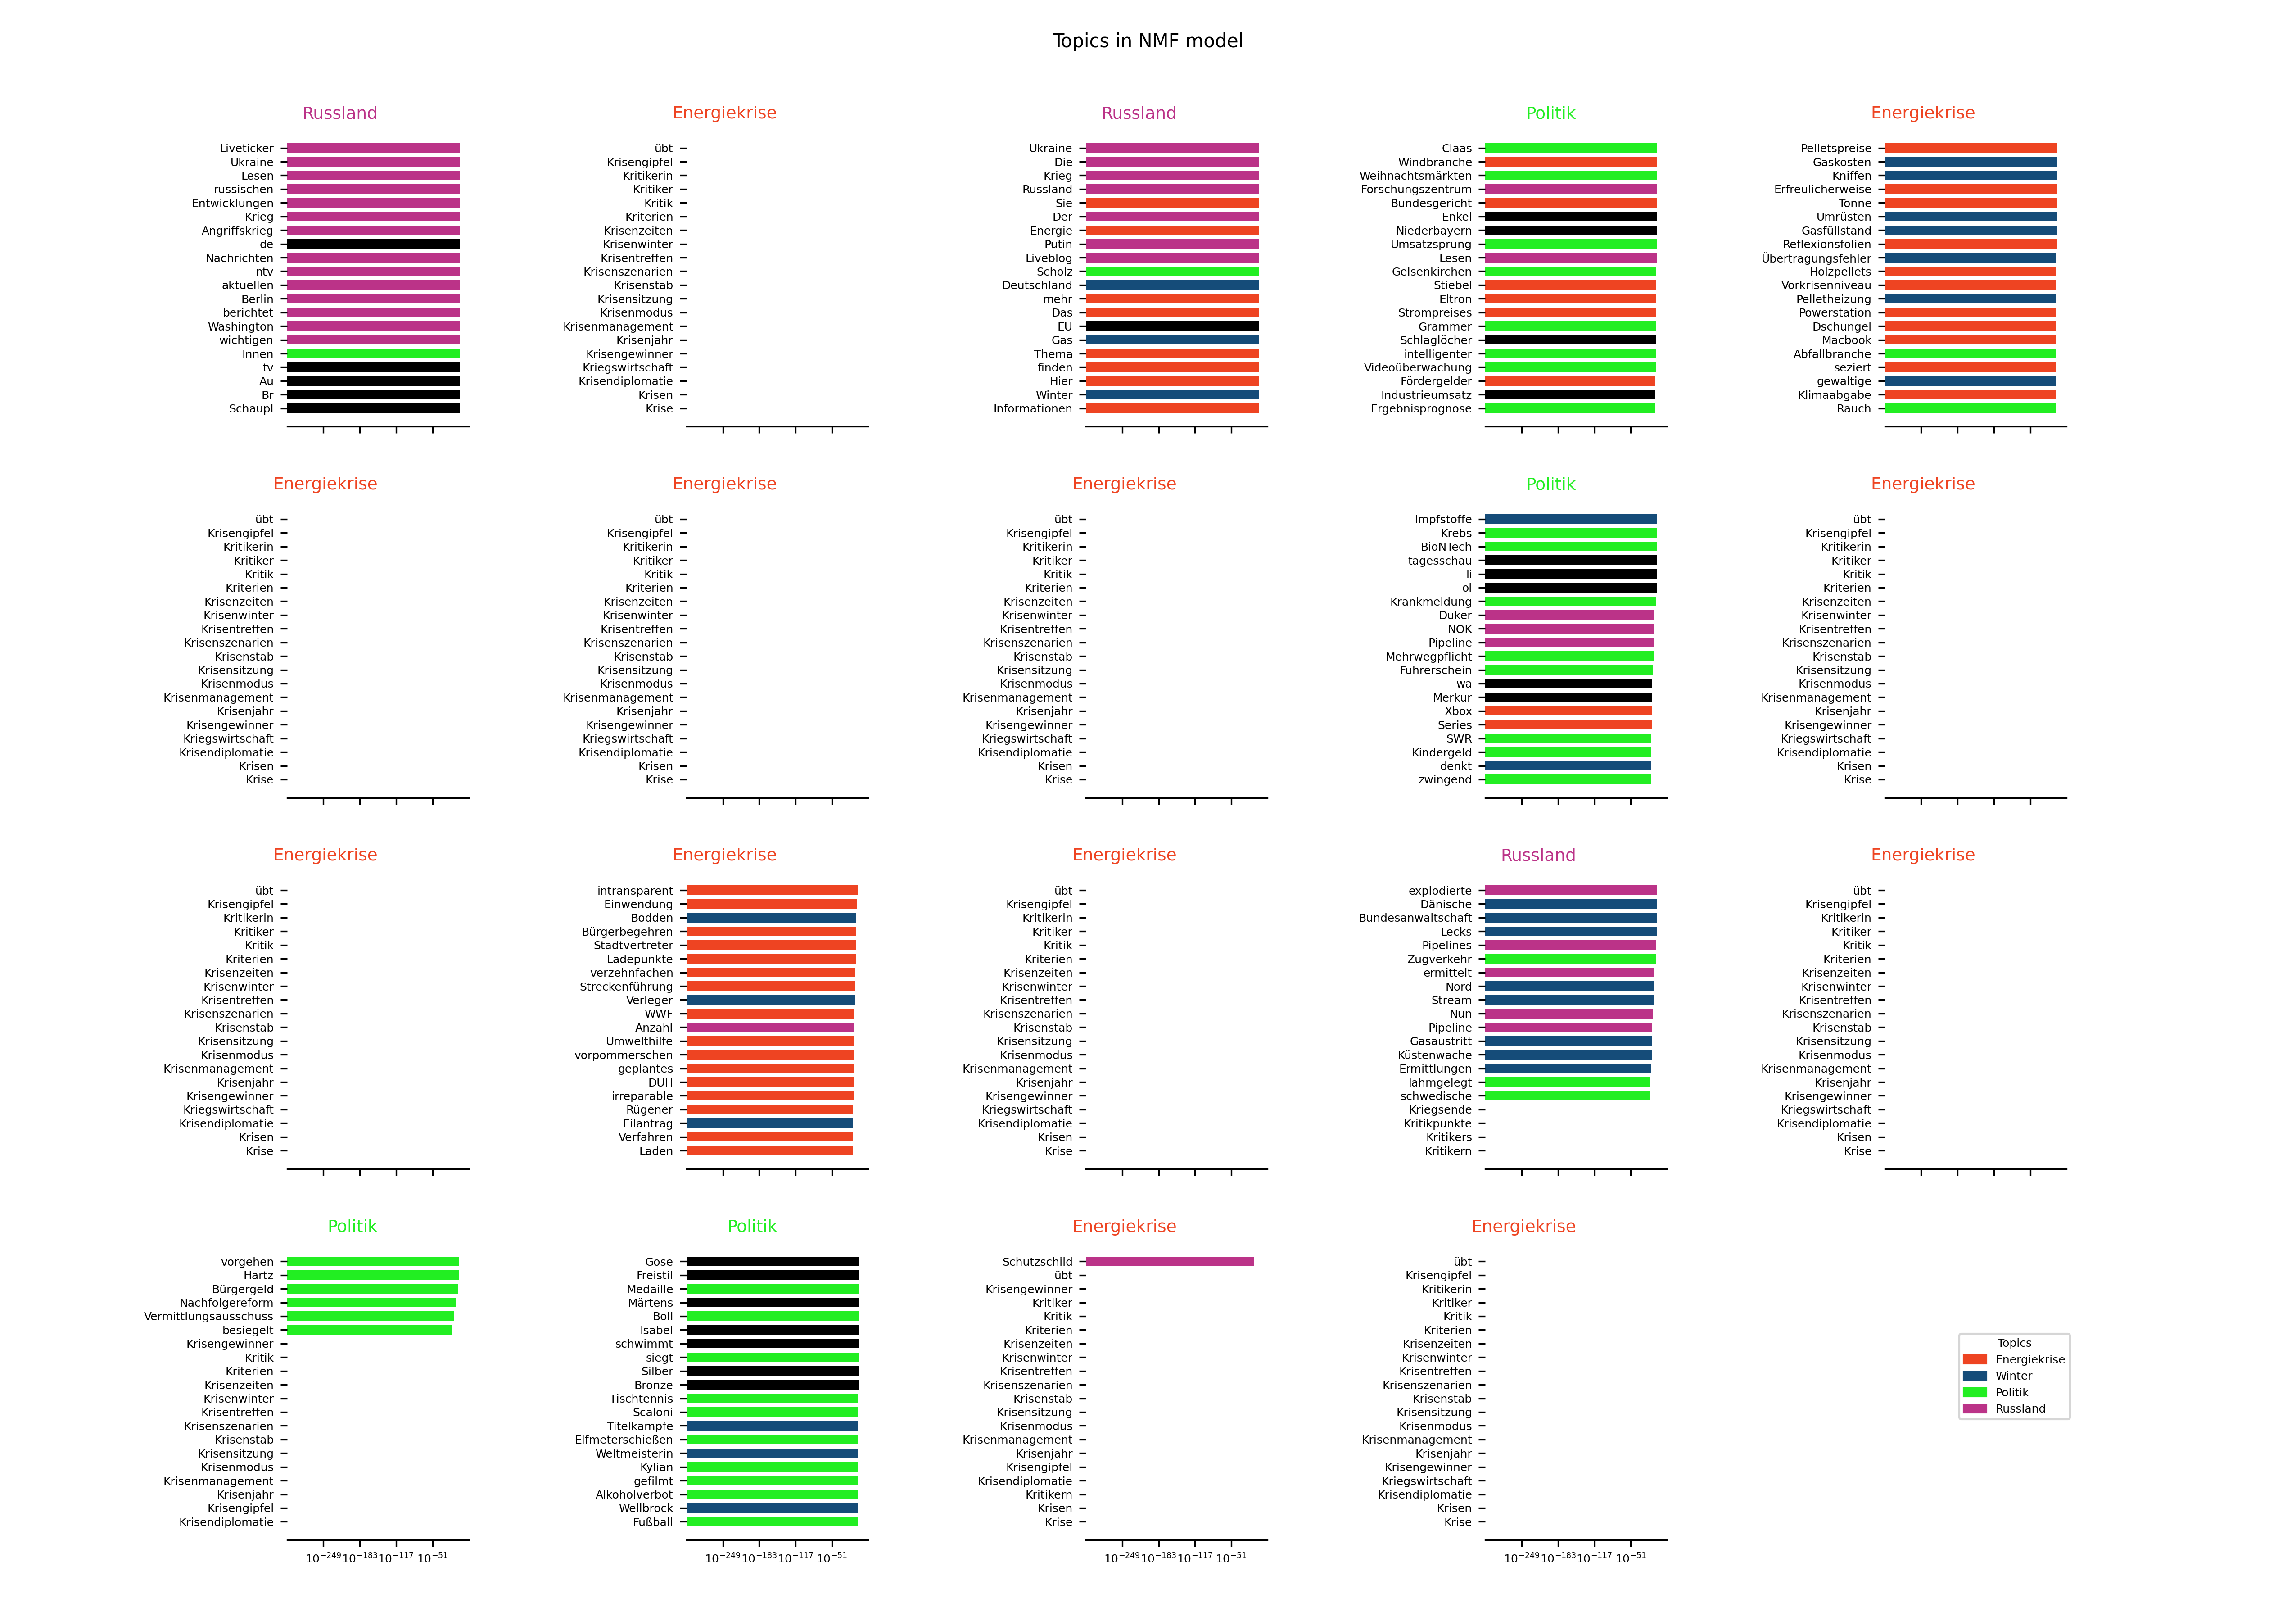 Topics in NMF model
Russland
Liveticker
Ukraine
Lesen
russischen
Entwicklungen
Krieg
Angriffskrieg
de
Nachrichten
ntv
aktuellen
Berlin
berichtet
Washington
wichtigen
Innen
tv
Au
Br
Schaupl
Energiekrise
übt
Krisengipfel
Kritikerin
Kritiker
Kritik
Kriterien
Krisenzeiten
Krisenwinter
Krisentreffen
Krisenszenarien
Krisenstab
Krisensitzung
Krisenmodus
Krisenmanagement
Krisenjahr
Krisengewinner
Kriegswirtschaft
Krisendiplomatie
Krisen
Krise
Russland
Ukraine
Die
Krieg
Russland
Sie
Der
Energie
Putin
Liveblog
Scholz
Deutschland
mehr
Das
EU
Gas
Thema
finden
Hier
Winter
Informationen
Politik
Claas
Windbranche
Weihnachtsmärkten
Forschungszentrum
Bundesgericht
Enkel
Niederbayern
Umsatzsprung
Lesen
Gelsenkirchen
Stiebel
Eltron
Strompreises
Grammer
Schlaglöcher
intelligenter
Videoüberwachung
Fördergelder
Industrieumsatz
Ergebnisprognose
Energiekrise
Pelletspreise
Gaskosten
Kniffen
Erfreulicherweise
Tonne
Umrüsten
Gasfüllstand
Reflexionsfolien
Übertragungsfehler
Holzpellets
Vorkrisenniveau
Pelletheizung
Powerstation
Dschungel
Macbook
Abfallbranche
seziert
gewaltige
Klimaabgabe
Rauch
Energiekrise
übt
Krisengipfel
Kritikerin
Kritiker
Kritik
Kriterien
Krisenzeiten
Krisenwinter
Krisentreffen
Krisenszenarien
Krisenstab
Krisensitzung
Krisenmodus
Krisenmanagement
Krisenjahr
Krisengewinner
Kriegswirtschaft
Krisendiplomatie
Krisen
Krise
Energiekrise
übt
Krisengipfel
Kritikerin
Kritiker
Kritik
Kriterien
Krisenzeiten
Krisenwinter
Krisentreffen
Krisenszenarien
Krisenstab
Krisensitzung
Krisenmodus
Krisenmanagement
Krisenjahr
Krisengewinner
Kriegswirtschaft
Krisendiplomatie
Krisen
Krise
Energiekrise
übt
Krisengipfel
Kritikerin
Kritiker
Kritik
Kriterien
Krisenzeiten
Krisenwinter
Krisentreffen
Krisenszenarien
Krisenstab
Krisensitzung
Krisenmodus
Krisenmanagement
Krisenjahr
Krisengewinner
Kriegswirtschaft
Krisendiplomatie
Krisen
Krise
Politik
Impfstoffe
Krebs
BioNTech
tagesschau
li
ol
Krankmeldung
Düker
NOK
Pipeline
Mehrwegpflicht
Führerschein
wa
Merkur
Xbox
Series
SWR
Kindergeld
denkt
zwingend
Energiekrise
übt
Krisengipfel
Kritikerin
Kritiker
Kritik
Kriterien
Krisenzeiten
Krisenwinter
Krisentreffen
Krisenszenarien
Krisenstab
Krisensitzung
Krisenmodus
Krisenmanagement
Krisenjahr
Krisengewinner
Kriegswirtschaft
Krisendiplomatie
Krisen
Krise
Energiekrise
übt
Krisengipfel
Kritikerin
Kritiker
Kritik
Kriterien
Krisenzeiten
Krisenwinter
Krisentreffen
Krisenszenarien
Krisenstab
Krisensitzung
Krisenmodus
Krisenmanagement
Krisenjahr
Krisengewinner
Kriegswirtschaft
Krisendiplomatie
Krisen
Krise
Energiekrise
intransparent
Einwendung
Bodden
Bürgerbegehren
Stadtvertreter
Ladepunkte
verzehnfachen
Streckenführung
Verleger
WWF
Anzahl
Umwelthilfe
vorpommerschen
geplantes
DUH
irreparable
Rügener
Eilantrag
Verfahren
Laden
Energiekrise
übt
Krisengipfel
Kritikerin
Kritiker
Kritik
Kriterien
Krisenzeiten
Krisenwinter
Krisentreffen
Krisenszenarien
Krisenstab
Krisensitzung
Krisenmodus
Krisenmanagement
Krisenjahr
Krisengewinner
Kriegswirtschaft
Krisendiplomatie
Krisen
Krise
Russland
explodierte
Dänische
Bundesanwaltschaft
Lecks
Pipelines
Zugverkehr
ermittelt
Nord
Stream
Nun
Pipeline
Gasaustritt
Küstenwache
Ermittlungen
lahmgelegt
schwedische
Kriegsende
Kritikpunkte
Kritikers
Kritikern
Energiekrise
übt
Krisengipfel
Kritikerin
Kritiker
Kritik
Kriterien
Krisenzeiten
Krisenwinter
Krisentreffen
Krisenszenarien
Krisenstab
Krisensitzung
Krisenmodus
Krisenmanagement
Krisenjahr
Krisengewinner
Kriegswirtschaft
Krisendiplomatie
Krisen
Krise
Politik
vorgehen
Hartz
Bürgergeld
Nachfolgereform
Vermittlungsausschuss
besiegelt
Krisengewinner
Kritik
Kriterien
Krisenzeiten
Krisenwinter
Krisentreffen
Krisenszenarien
Krisenstab
Krisensitzung
Krisenmodus
Krisenmanagement
Krisenjahr
Krisengipfel
Krisendiplomatie
10^-249 10^-183 10^-117 10^-51
Politik
Gose
Freistil
Medaille
Märtens
Boll
Isabel
schwimmt
siegt
Silber
Bronze
Tischtennis
Scaloni
Titelkämpfe
Elfmeterschießen
Weltmeisterin
Kylian
gefilmt
Alkoholverbot
Wellbrock
Fußball
10^-249 10^-183 10^-117 10^-51
Energiekrise
Schutzschild
übt
Krisengewinner
Kritiker
Kritik
Kriterien
Krisenzeiten
Krisenwinter
Krisentreffen
Krisenszenarien
Krisenstab
Krisensitzung
Krisenmodus
Krisenmanagement
Krisenjahr
Krisengipfel
Krisendiplomatie
Kritikern
Krisen
Krise
10^-249 10^-183 10^-117 10^-51
Energiekrise
übt
Krisengipfel
Kritikerin
Kritiker
Kritik
Kriterien
Krisenzeiten
Krisenwinter
Krisentreffen
Krisenszenarien
Krisenstab
Krisensitzung
Krisenmodus
Krisenmanagement
Krisenjahr
Krisengewinner
Kriegswirtschaft
Krisendiplomatie
Krisen
Krise
10^-249 10^-183 10^-117 10^-51
Topics
Energiekrise
Winter
Politik
Russland